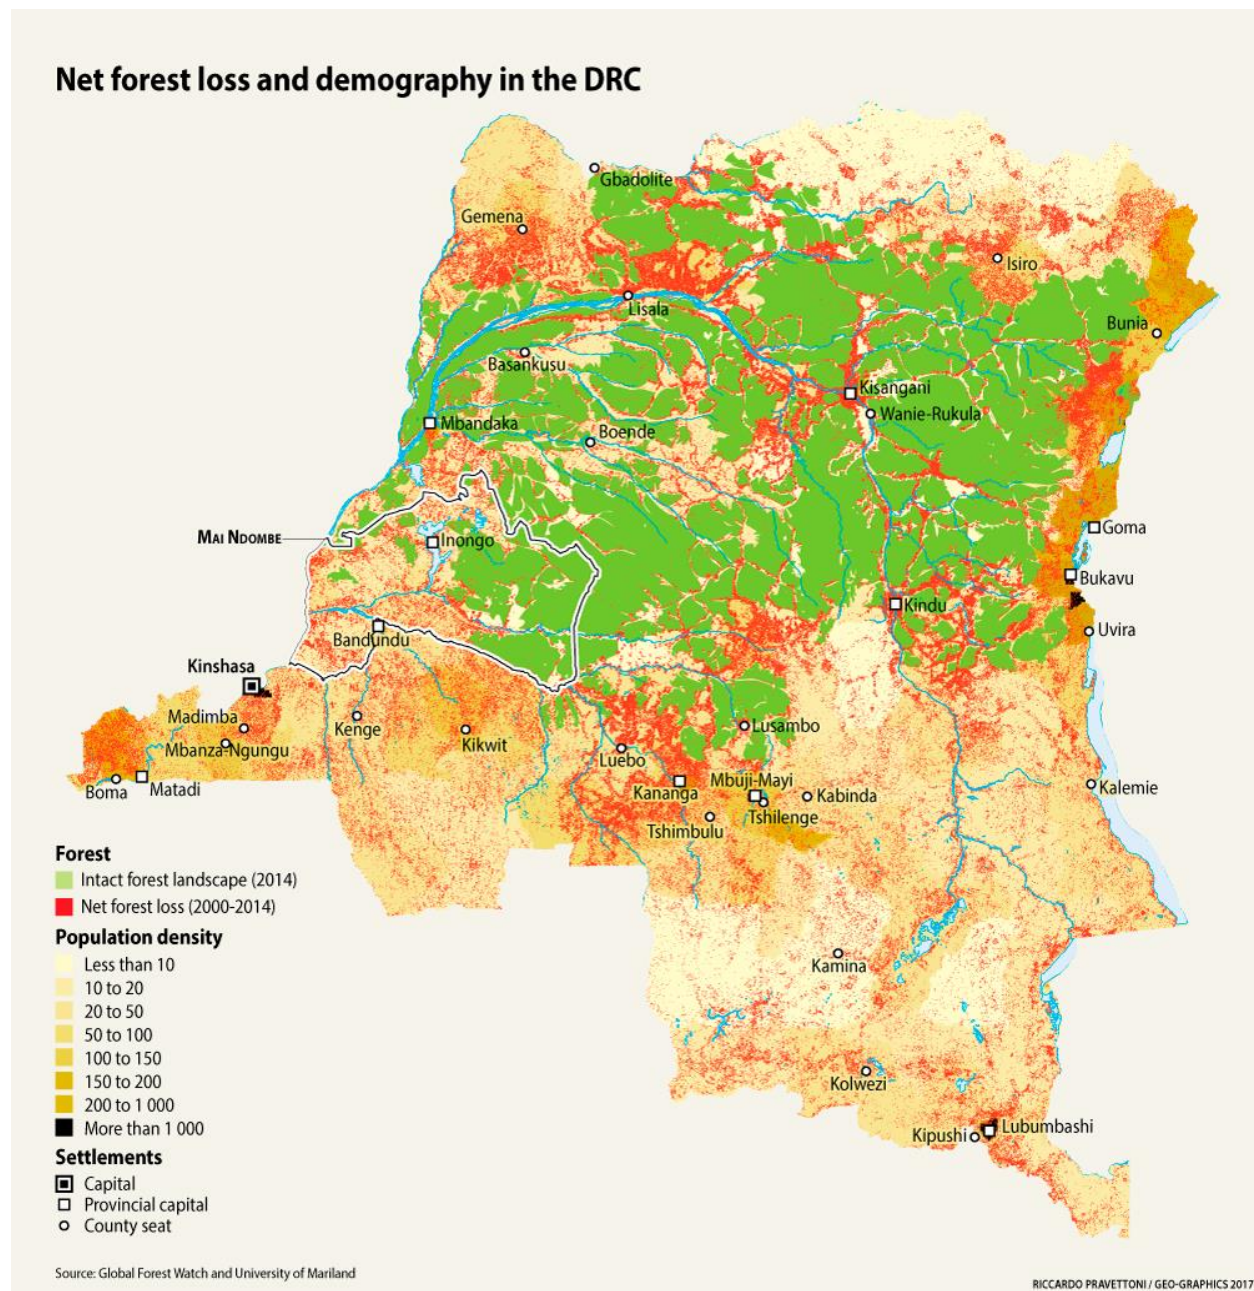 Net forest loss and demography in the DRC
Gbadolite
Gemena
Isiro
Lisala
Bunia
Basankusu
Kisangani
Wanie-Rukula
Mbandaka
Boende
Goma
MAI NDOMBE
Inongo
Bukavu
Kindu
Uvira
Bandundu
Kinshasa
Madimba
Kenge
Lusambo
Mbanza-Ngungu
Kikwit
Luebo
Mbuji-Mayi
Boma
Matadi
Kananga
Kabinda
Kalemie
Tshilenge
Tshimbulu
Kamina
Kolwezi
Lubumbashi
Kipushi
Forest
Intact forest landscape (2014)
Net forest loss (2000-2014)
Population density
Less than 10
10 to 20
20 to 50
50 to 100
100 to 150
150 to 200
200 to 1 000
More than 1 000
Settlements
Capital
Provincial capital
County seat
Source: Global Forest Watch and University of Mariland
RICCARDO PRAVETTONI / GEO-GRAPHICS 2017